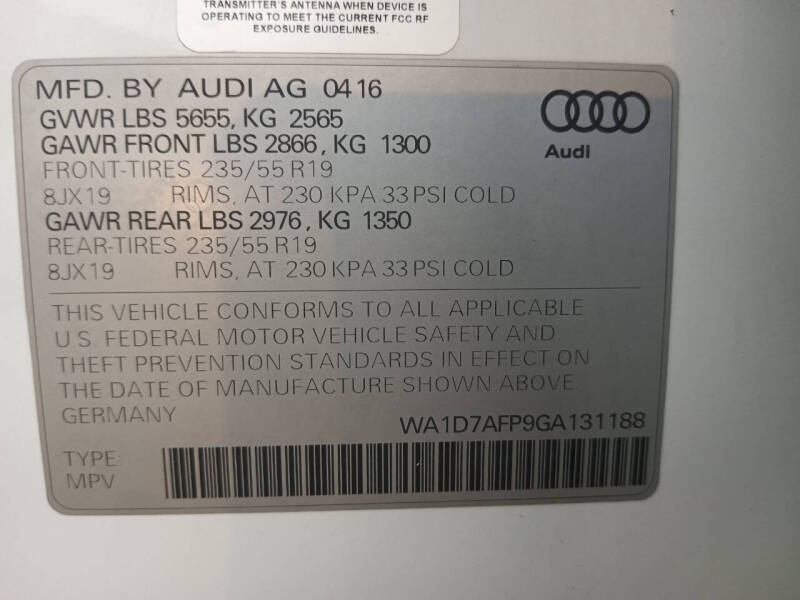 TRANSMITTER'S ANTENNA WHEN DEVICE IS
OPERATING TO MEET THE CURRENT FCC RF
EXPOSURE GUIDELINES.
MFD. BY AUDI AG 04 16
GVWR LBS 5655, KG 2565
GAWR FRONT LBS 2866, KG 1300
FRONT-TIRES 235/55 R19
8JX19 RIMS, AT 230 KPA 33 PSI COLD
GAWR REAR LBS 2976, KG 1350
REAR-TIRES 235/55 R19
8JX19 RIMS, AT 230 KPA 33 PSI COLD
Audi
THIS VEHICLE CONFORMS TO ALL APPLICABLE
U.S. FEDERAL MOTOR VEHICLE SAFETY AND
THEFT PREVENTION STANDARDS IN EFFECT ON
THE DATE OF MANUFACTURE SHOWN ABOVE
GERMANY WA1D7AFP9GA131188
TYPE:
MPV